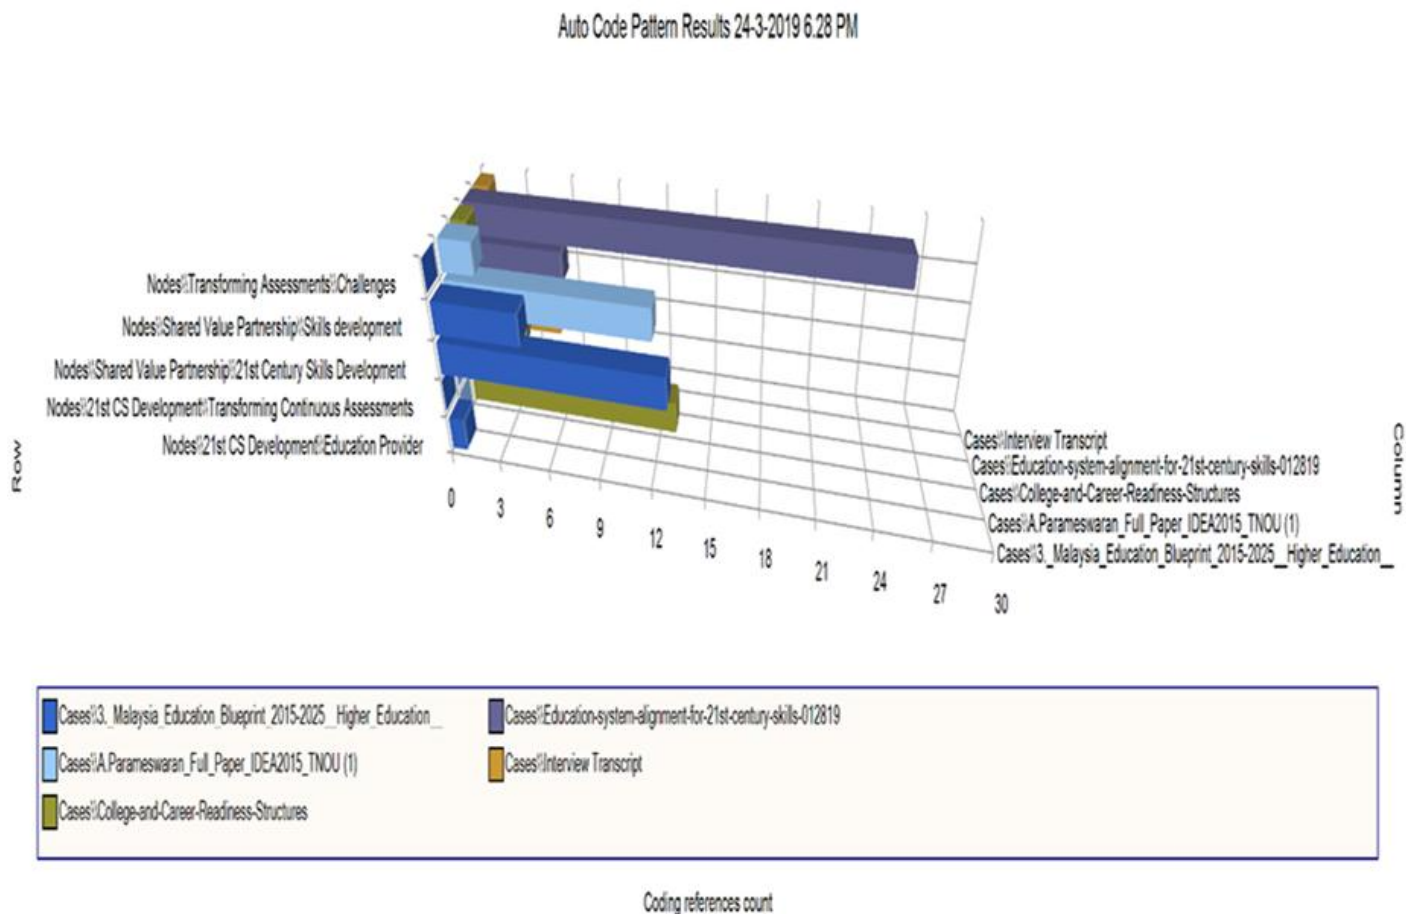 Auto Code Pattern Results 24-3-2019 6.28 PM
Nodes\\Transforming Assessments\\Challenges
Nodes\\Shared Value Partnership\\Skills development
Nodes\\Shared Value Partnership\\21st Century Skills Development
Nodes\\21st CS Development\\Transforming Continuous Assessments
Nodes\\21st CS Development\\Education Provider
Row
0
3
6
9
12
15
18
21
24
27
30
Cases\\Interview Transcript
Cases\\Education-system-alignment-for-21st-century-skills-012819
Cases\\College-and-Career-Readiness-Structures
Cases\\A.Parameswaran_Full_Paper_IDEA2015_TNOU (1)
Cases\\3._Malaysia_Education_Blueprint_2015-2025__Higher_Education__
Column
Cases\\3._Malaysia_Education_Blueprint_2015-2025__Higher_Education__
Cases\\Education-system-alignment-for-21st-century-skills-012819
Cases\\A.Parameswaran_Full_Paper_IDEA2015_TNOU (1)
Cases\\Interview Transcript
Cases\\College-and-Career-Readiness-Structures
Coding references count